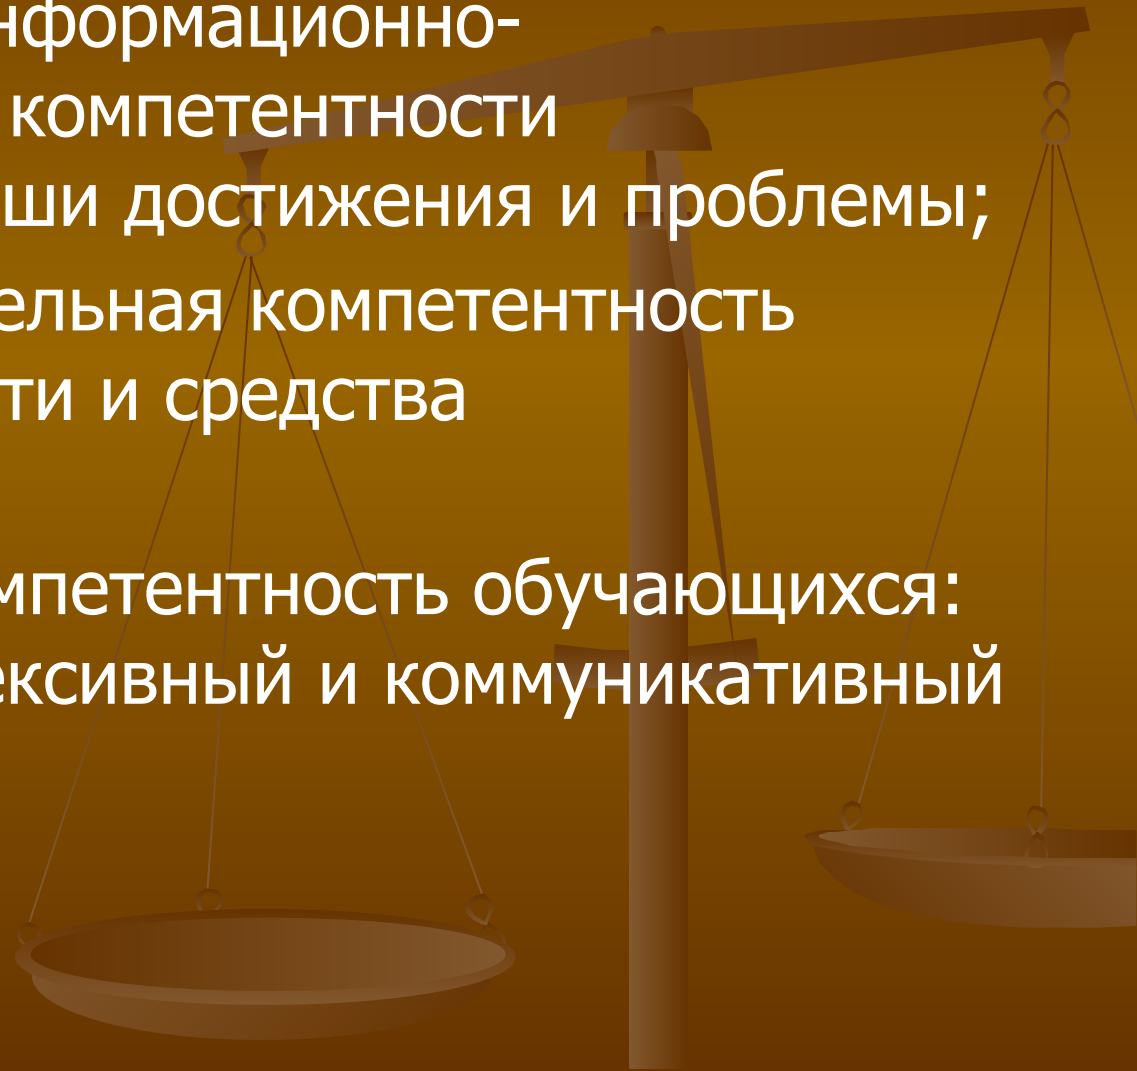 нформационно-
компетентности
ши достижения и проблемы;
ельная компетентность
ти и средства
мпетентность обучающихся:
ексивный и коммуникативный